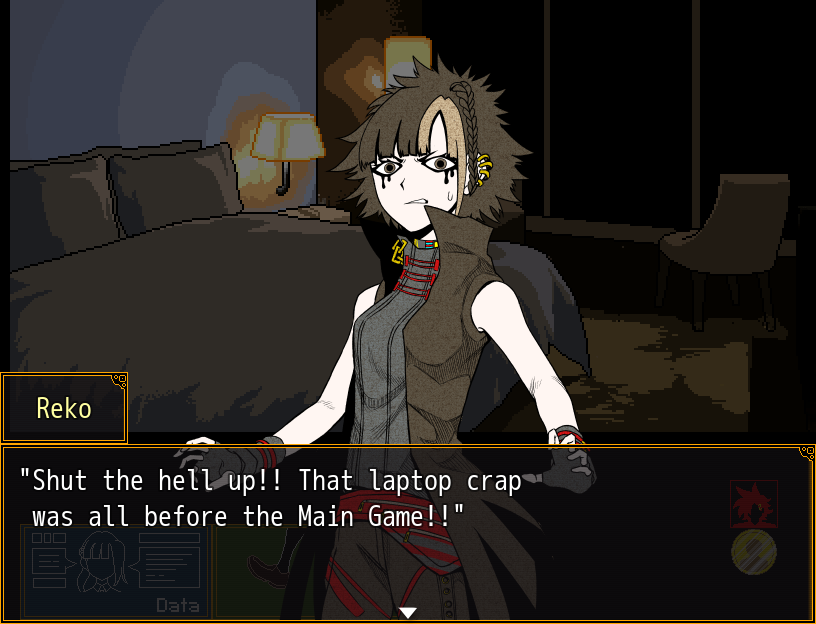 Reko
"Shut the hell up!! That laptop crap
was all before the Main Game!!"
Data